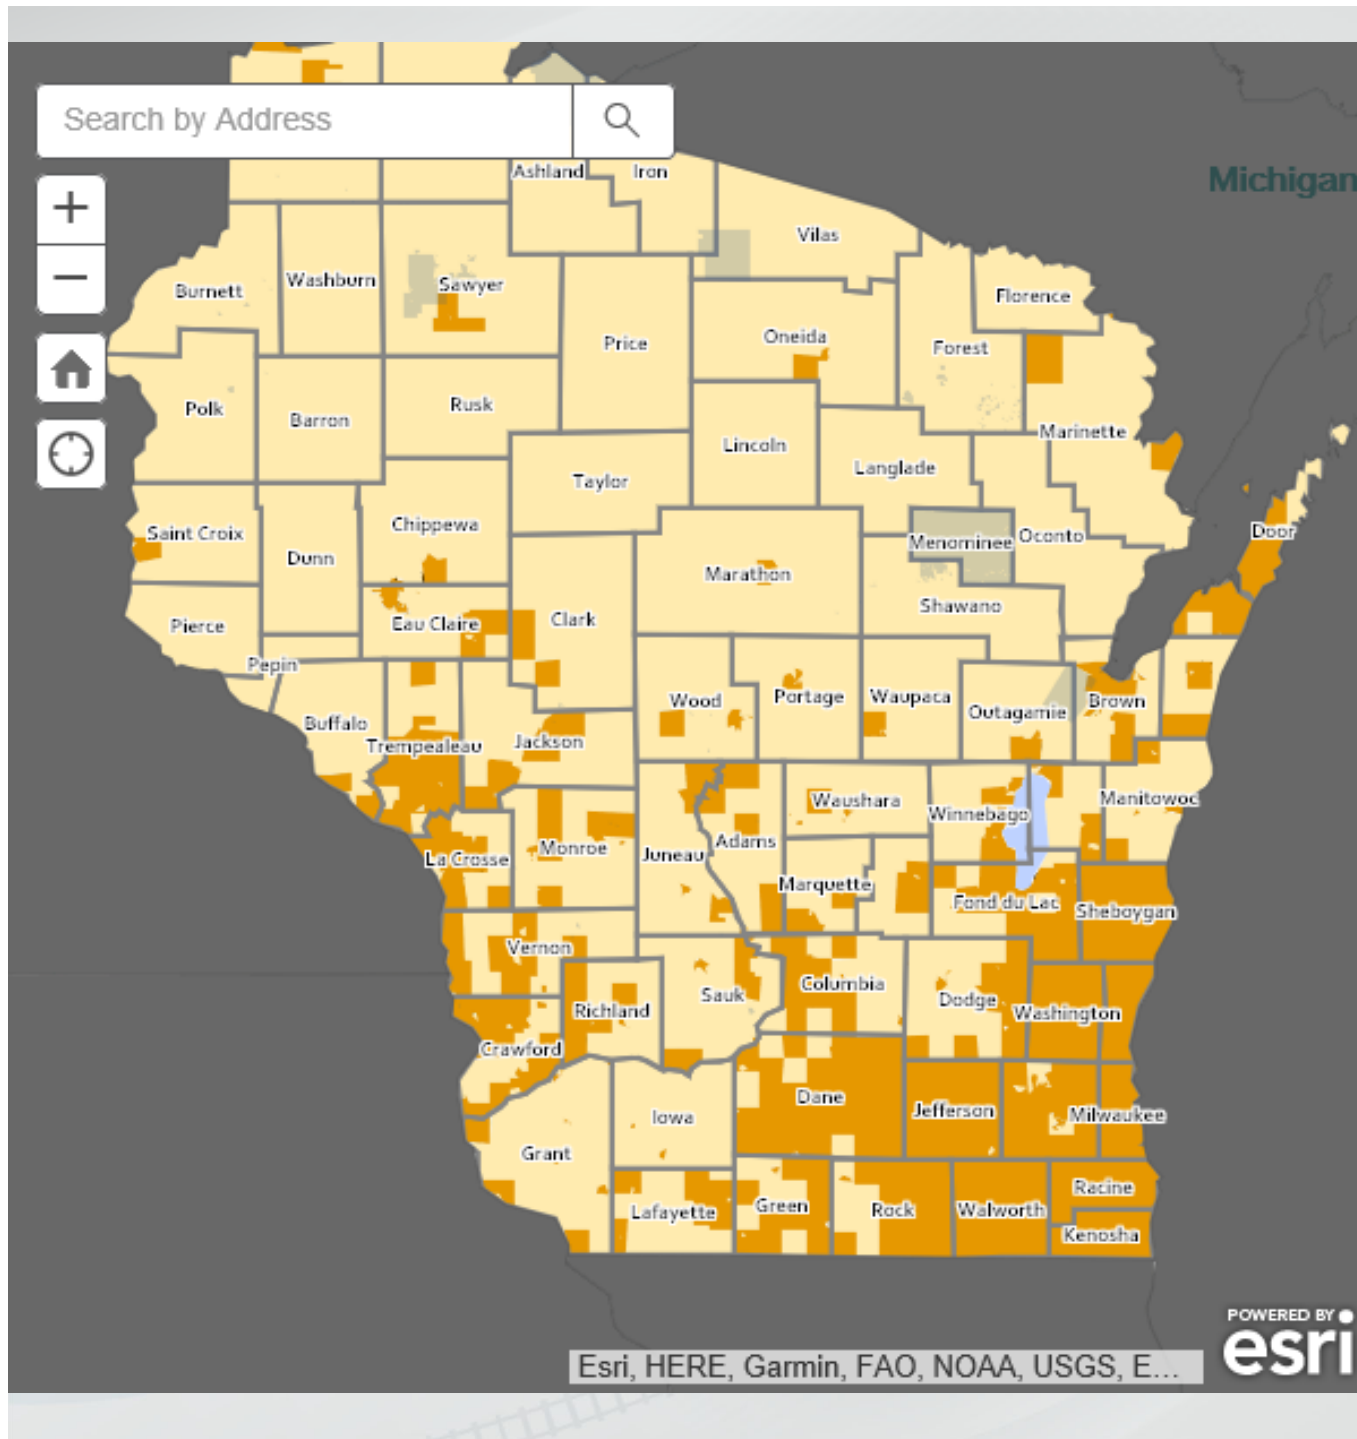 Search by Address
Michigan
Ashland
Iron
Vilas
Burnett
Washburn
Sawyer
Florence
Price
Oneida
Forest
Polk
Barron
Rusk
Lincoln
Marinette
Taylor
Langlade
Saint Croix
Chippewa
Dunn
Menominee
Oconto
Door
Marathon
Shawano
Pierce
Eau Claire
Clark
Pepin
Wood
Portage
Waupaca
Outagamie
Brown
Buffalo
Trempealeau
Jackson
Waushara
Winnebago
Manitowoc
La Crosse
Monroe
Juneau
Adams
Marquette
Fond du Lac
Sheboygan
Vernon
Richland
Sauk
Columbia
Dodge
Washington
Crawford
Dane
Jefferson
Milwaukee
Iowa
Grant
Lafayette
Green
Rock
Walworth
Racine
Kenosha
POWERED BY
esri
Esri, HERE, Garmin, FAO, NOAA, USGS, E...